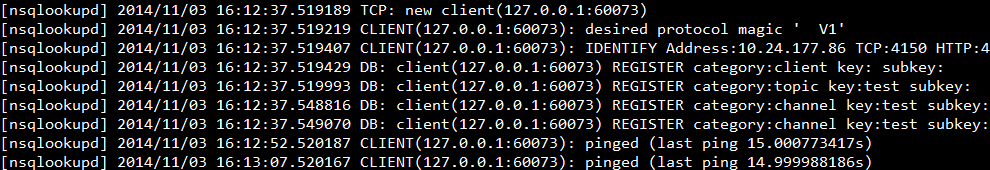 [nsqlookupd] 2014/11/03 16:12:37.519189 TCP: new client(127.0.0.1:60073)
[nsqlookupd] 2014/11/03 16:12:37.519219 CLIENT(127.0.0.1:60073): desired protocol magic '  V1'
[nsqlookupd] 2014/11/03 16:12:37.519407 CLIENT(127.0.0.1:60073): IDENTIFY Address:10.24.177.86 TCP:4150 HTTP:4
[nsqlookupd] 2014/11/03 16:12:37.519429 DB: client(127.0.0.1:60073) REGISTER category:client key: subkey:
[nsqlookupd] 2014/11/03 16:12:37.519993 DB: client(127.0.0.1:60073) REGISTER category:topic key:test subkey:
[nsqlookupd] 2014/11/03 16:12:37.548816 DB: client(127.0.0.1:60073) REGISTER category:channel key:test subkey:
[nsqlookupd] 2014/11/03 16:12:37.549070 DB: client(127.0.0.1:60073) REGISTER category:channel key:test subkey:
[nsqlookupd] 2014/11/03 16:12:52.520187 CLIENT(127.0.0.1:60073): pinged (last ping 15.000773417s)
[nsqlookupd] 2014/11/03 16:13:07.520167 CLIENT(127.0.0.1:60073): pinged (last ping 14.999988186s)